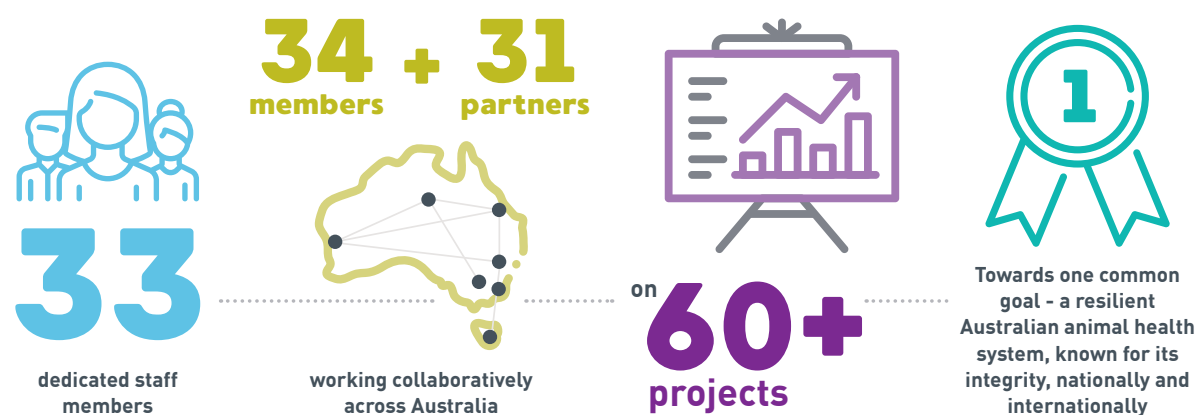 33
dedicated staff
members
34 + 31
members partners
working collaboratively
across Australia
on 60+
projects
1
Towards one common
goal - a resilient
Australian animal health
system, known for its
integrity, nationally and
internationally